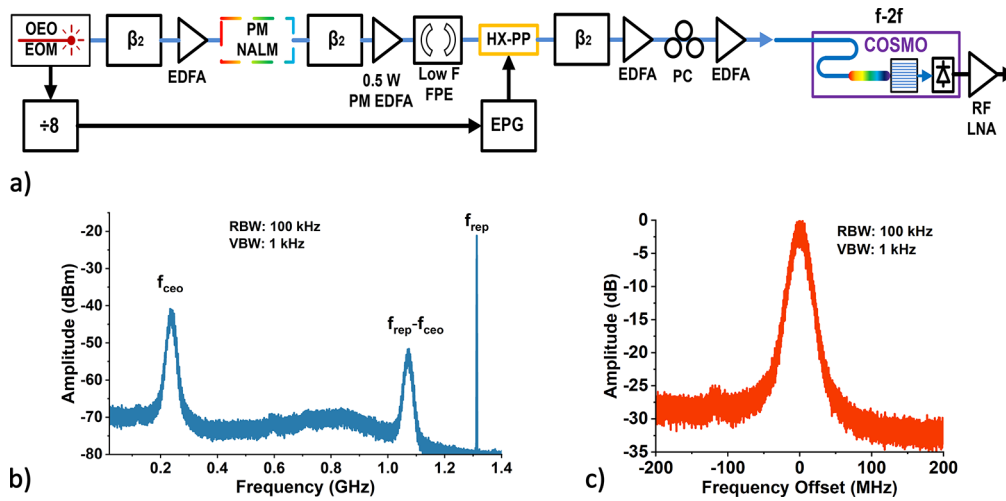 OEO
EOM
β₂
EDFA
PM
NALM
β₂
0.5 W
PM EDFA
Low F
FPE
HX-PP
β₂
EDFA
PC
EDFA
f-2f
COSMO
RF
LNA
÷8
EPG
a)
RBW: 100 kHz
VBW: 1 kHz
f_ceo
f_rep-f_ceo
f_rep
Amplitude (dBm)
-20
-30
-40
-50
-60
-70
-80
0.2
0.4
0.6
0.8
1.0
1.2
1.4
Frequency (GHz)
b)
RBW: 100 kHz
VBW: 1 kHz
Amplitude (dB)
0
-5
-10
-15
-20
-25
-30
-35
-200
-100
0
100
200
Frequency Offset (MHz)
c)